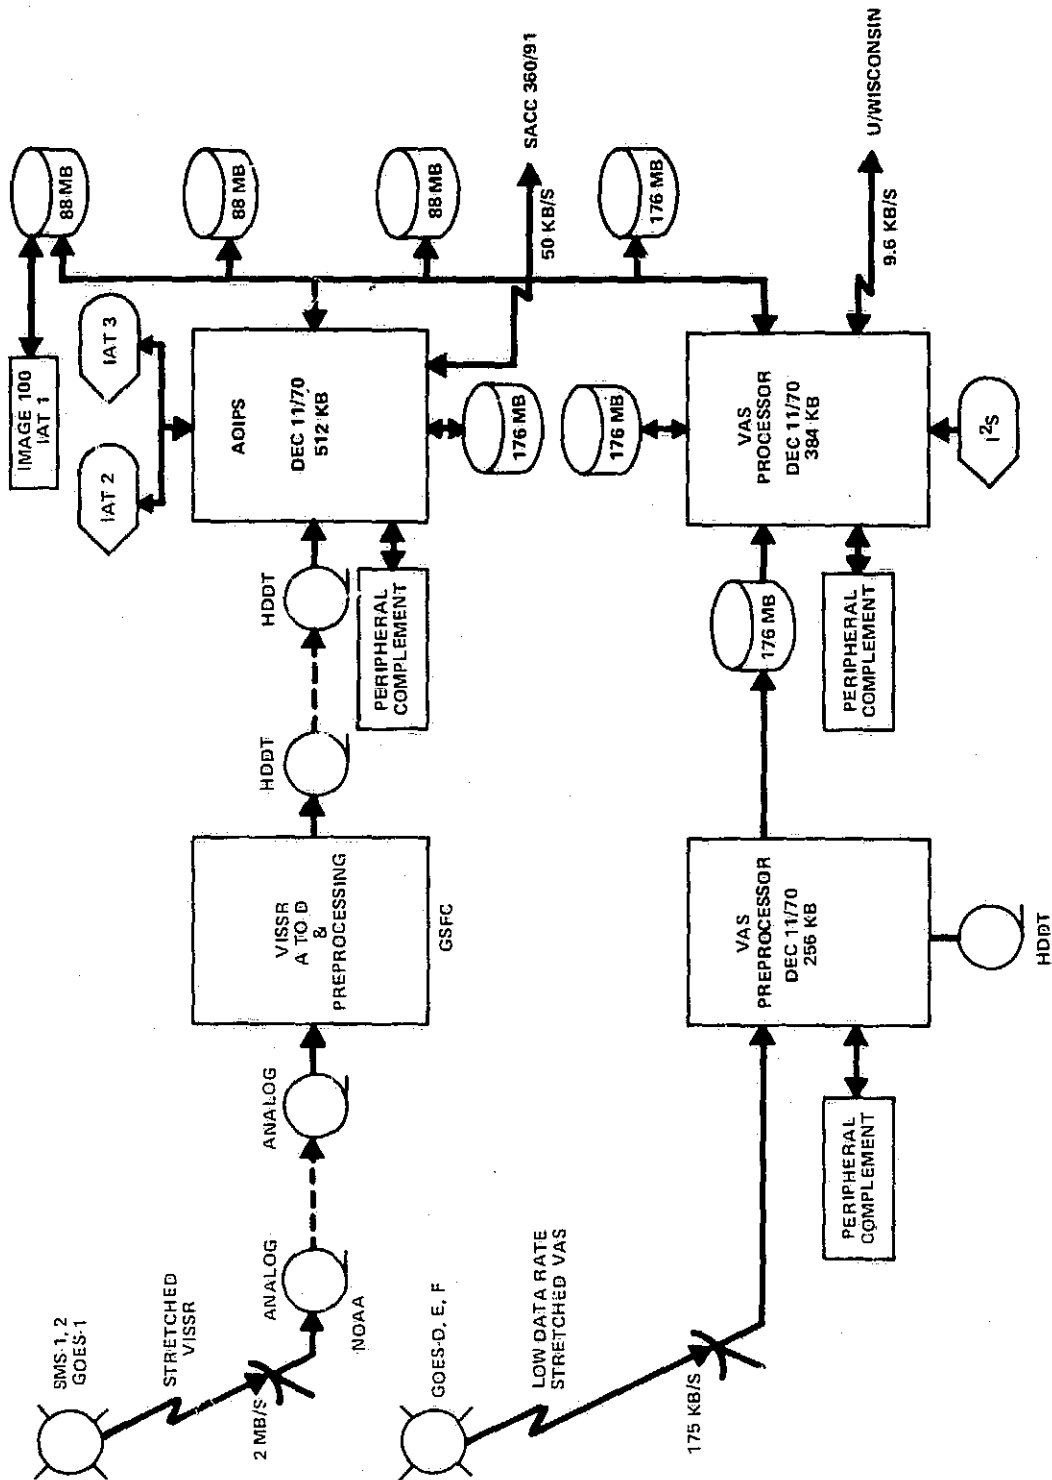 SMS-1, 2
GOES-1
STRETCHED
VISSR
2 MB/S
ANALOG
NOAA
ANALOG
VISSR
A TO D
&
PREPROCESSING
GSFC
HDDT
HDDT
PERIPHERAL
COMPLEMENT
AOIPS
DEC 11/70
512 KB
IAT 2
IAT 3
IMAGE 100
IAT 1
88 MB
88 MB
88 MB
176 MB
176 MB
50 KB/S
SACC 360/91
GOES-D, E, F
LOW DATA RATE
STRETCHED VAS
175 KB/S
PERIPHERAL
COMPLEMENT
VAS
PREPROCESSOR
DEC 11/70
256 KB
HDDT
176 MB
PERIPHERAL
COMPLEMENT
176 MB
VAS
PROCESSOR
DEC 11/70
384 KB
I²S
9.6 KB/S
U/WISCONSIN